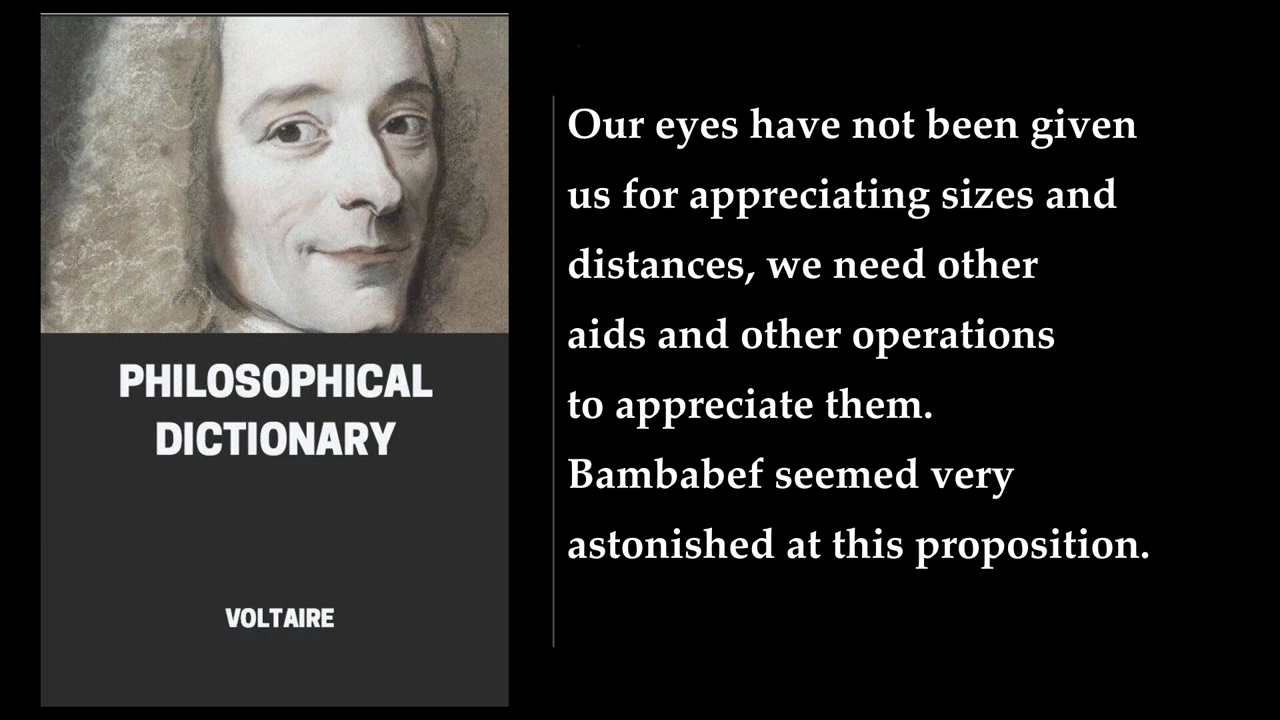 PHILOSOPHICAL
DICTIONARY
VOLTAIRE
Our eyes have not been given
us for appreciating sizes and
distances, we need other
aids and other operations
to appreciate them.
Bambabef seemed very
astonished at this proposition.